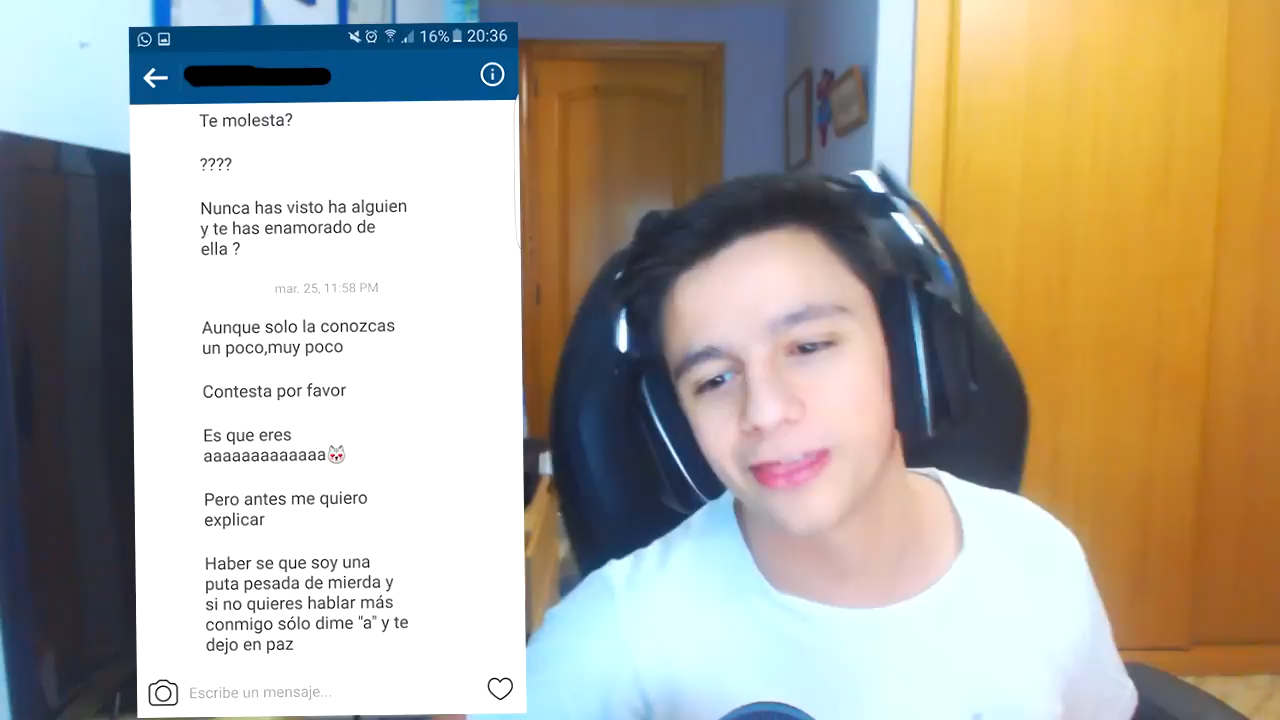 16% 20:36
Te molesta?
????
Nunca has visto ha alguien
y te has enamorado de
ella ?
mar. 25, 11:58 PM
Aunque solo la conozcas
un poco,muy poco
Contesta por favor
Es que eres
aaaaaaaaaaaaa😻
Pero antes me quiero
explicar
Haber se que soy una
puta pesada de mierda y
si no quieres hablar más
conmigo sólo dime "a" y te
dejo en paz
Escribe un mensaje...